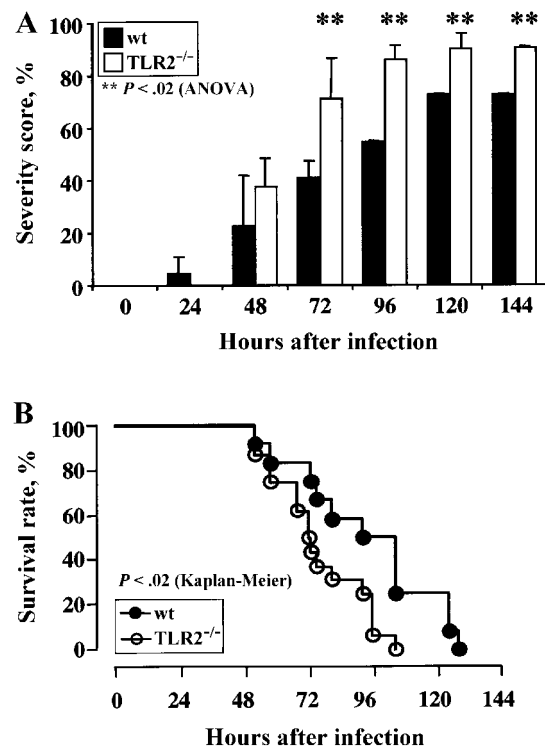 A
** ** ** **
100
80
60
40
20
0
Severity score, %
wt
TLR2⁻/⁻
** P < .02 (ANOVA)
0 24 48 72 96 120 144
Hours after infection
B
100
80
60
40
20
0
Survival rate, %
P < .02 (Kaplan-Meier)
wt
TLR2⁻/⁻
0 24 48 72 96 120 144
Hours after infection